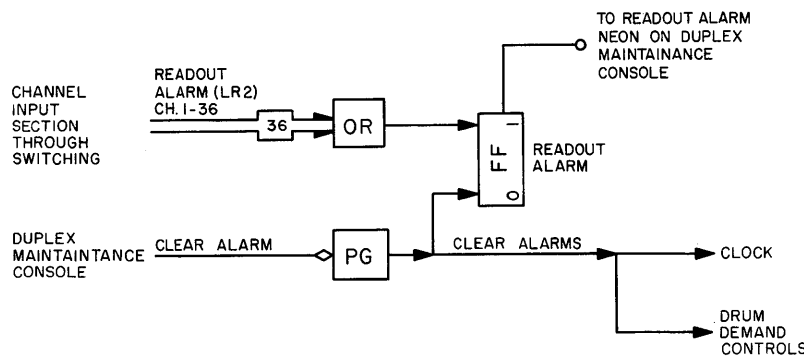 TO READOUT ALARM
NEON ON DUPLEX
MAINTAINANCE
CONSOLE
CHANNEL
INPUT
SECTION
THROUGH
SWITCHING
READOUT
ALARM (LR2)
CH. 1-36
36
OR
FF
1
0
READOUT
ALARM
DUPLEX
MAINTAINTANCE
CONSOLE
CLEAR ALARM
PG
CLEAR ALARMS
CLOCK
DRUM
DEMAND
CONTROLS